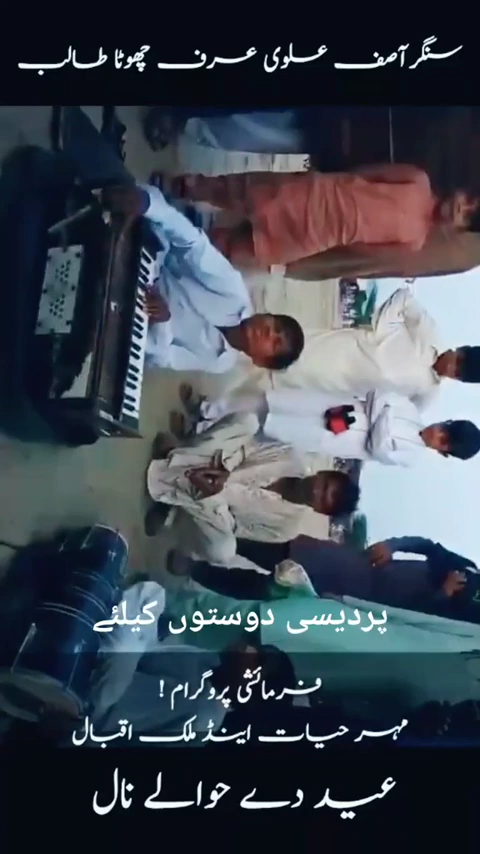 سنگر آصف علوی عرف چھوٹا طالب
پردیسی دوستوں کیلئے
فرمائشی پروگرام !
مہر حیات اینڈ ملک اقبال
عید دے حوالے نال